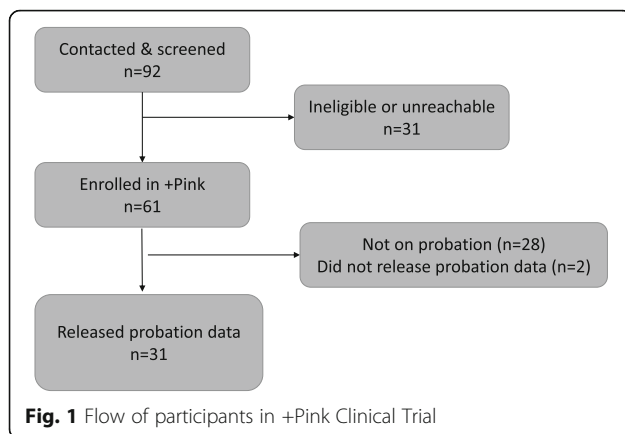 Contacted & screened
n=92
Ineligible or unreachable
n=31
Enrolled in +Pink
n=61
Not on probation (n=28)
Did not release probation data (n=2)
Released probation data
n=31
Fig. 1 Flow of participants in +Pink Clinical Trial